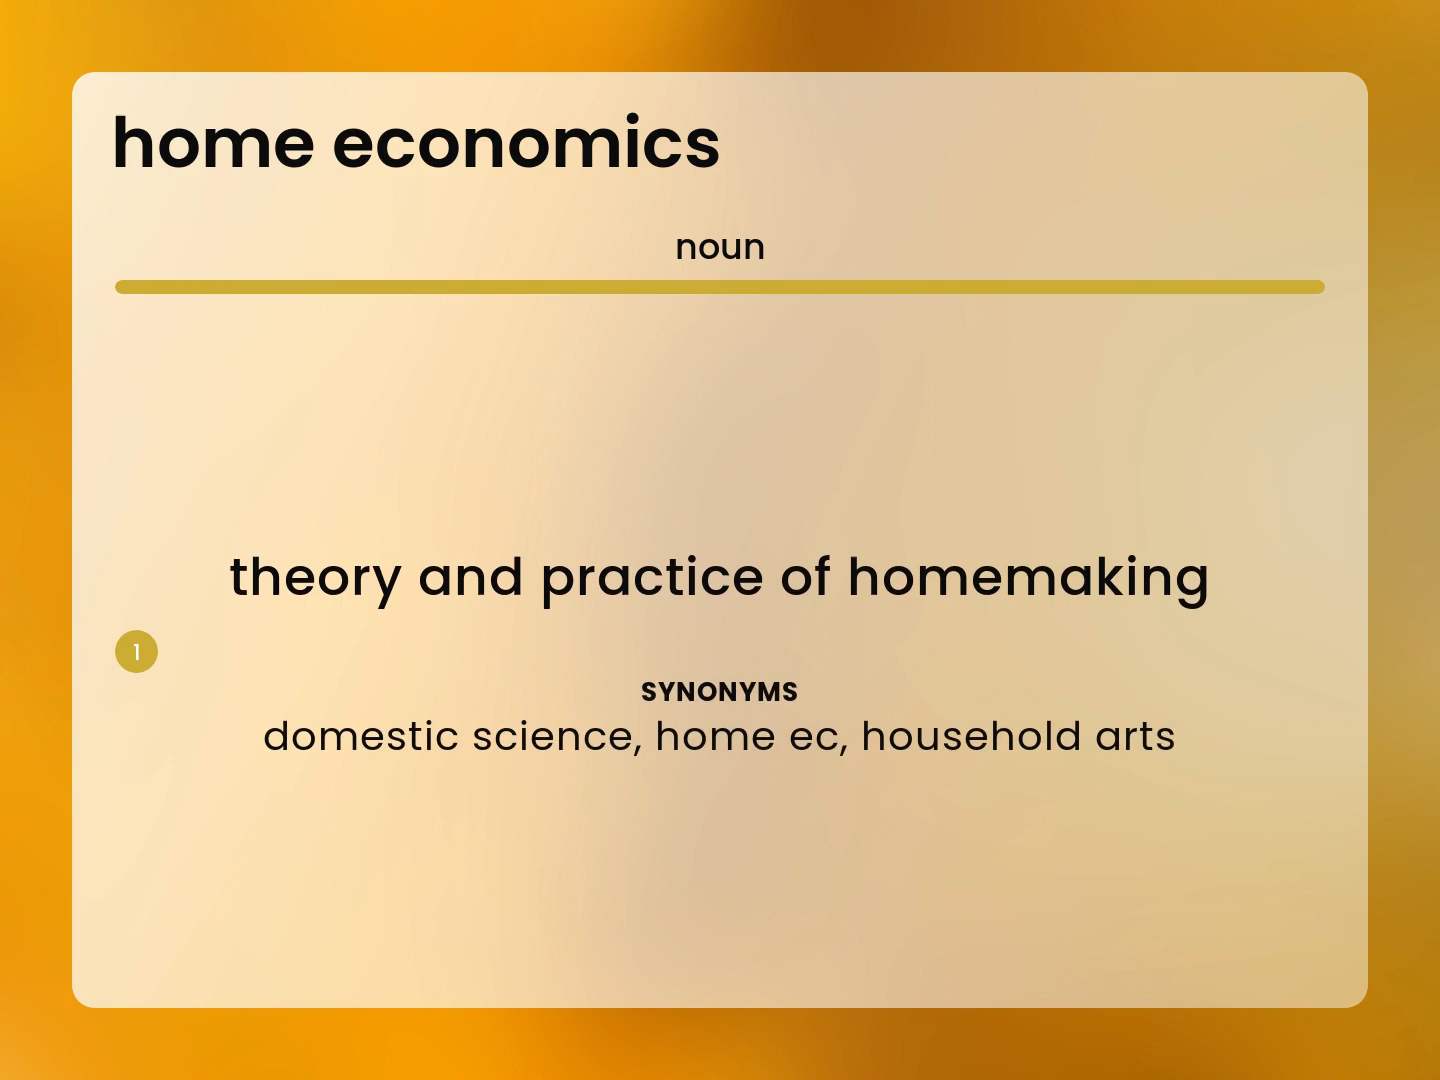 home economics
noun
theory and practice of homemaking
1
SYNONYMS
domestic science, home ec, household arts